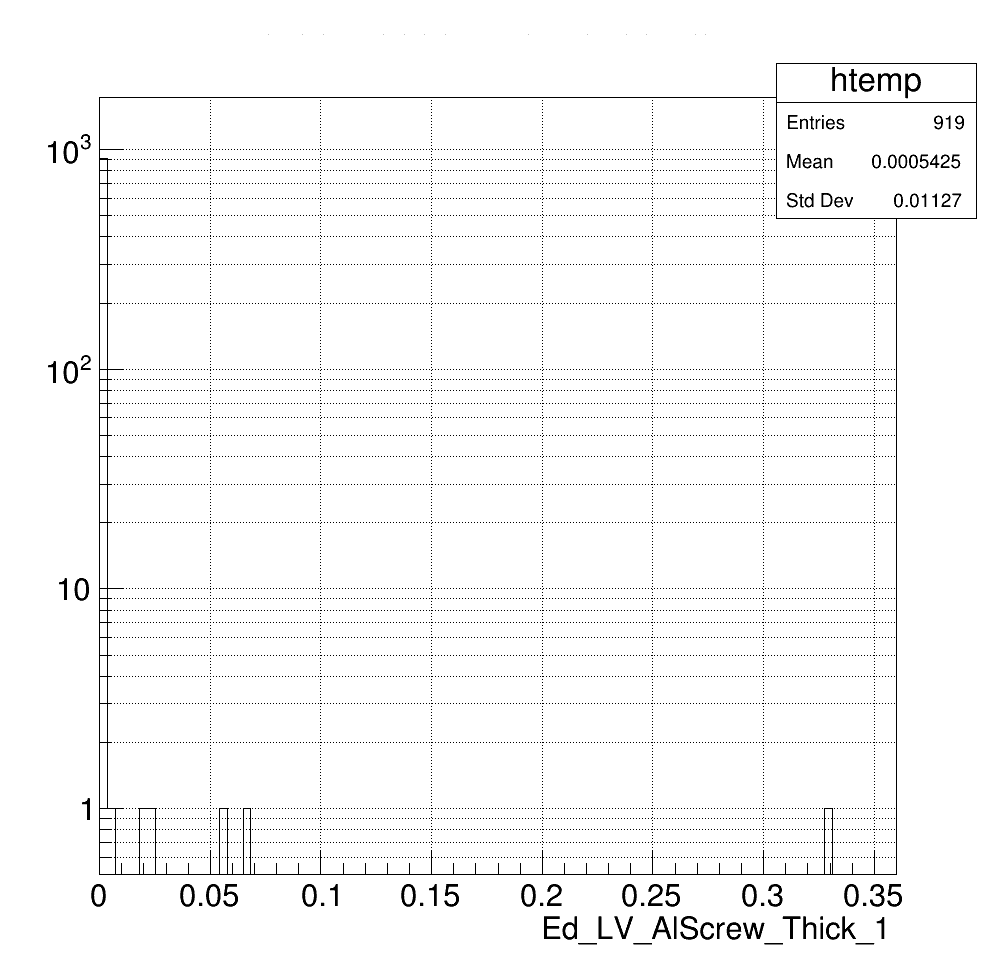 htemp
Entries 919
Mean 0.0005425
Std Dev 0.01127
10³
10²
10
1
0 0.05 0.1 0.15 0.2 0.25 0.3 0.35
Ed_LV_AlScrew_Thick_1